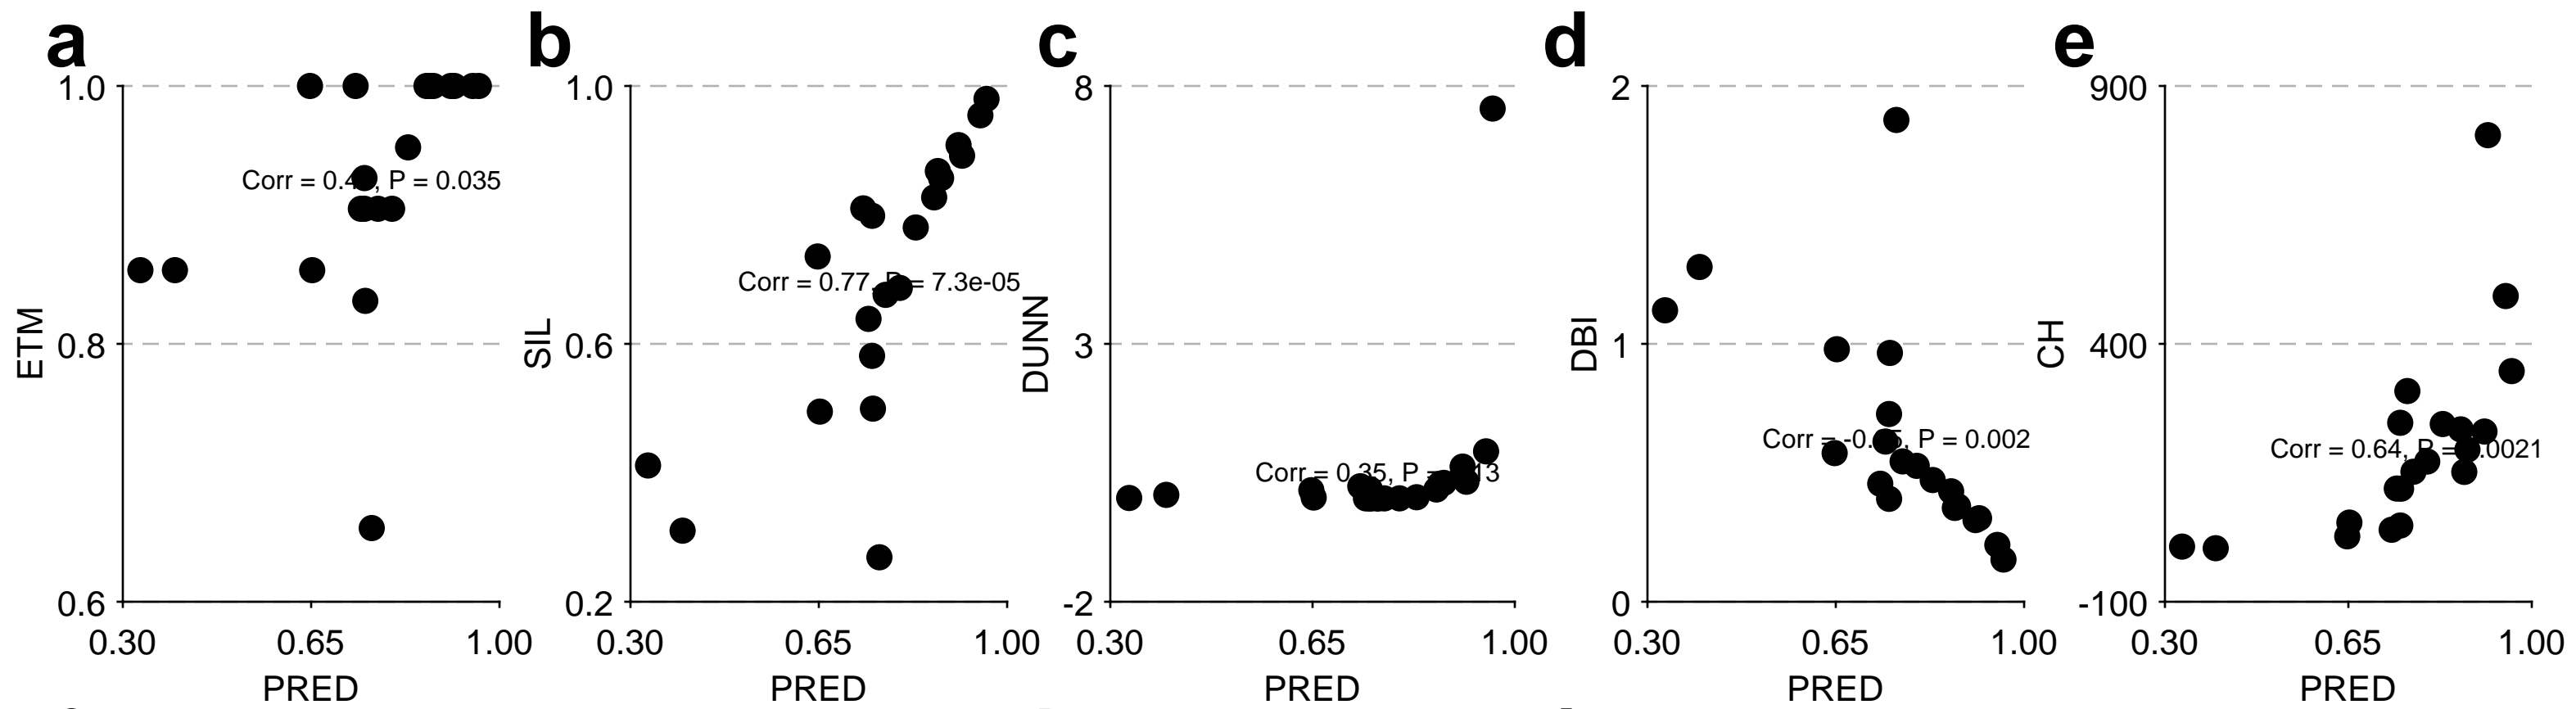 a
1.0
0.8
0.6
ETM
0.30 0.65 1.00
PRED
Corr = P = 0.035
b
1.0
0.6
0.2
SIL
0.30 0.65 1.00
PRED
Corr = 0.77, P = 7.3e-05
c
8
3
-2
DUNN
0.30 0.65 1.00
PRED
Corr = 0.35, P =
d
2
1
0
DBI
0.30 0.65 1.00
PRED
Corr = P = 0.002
e
900
400
-100
CH
0.30 0.65 1.00
PRED
Corr = 0.64, P = 0.0021